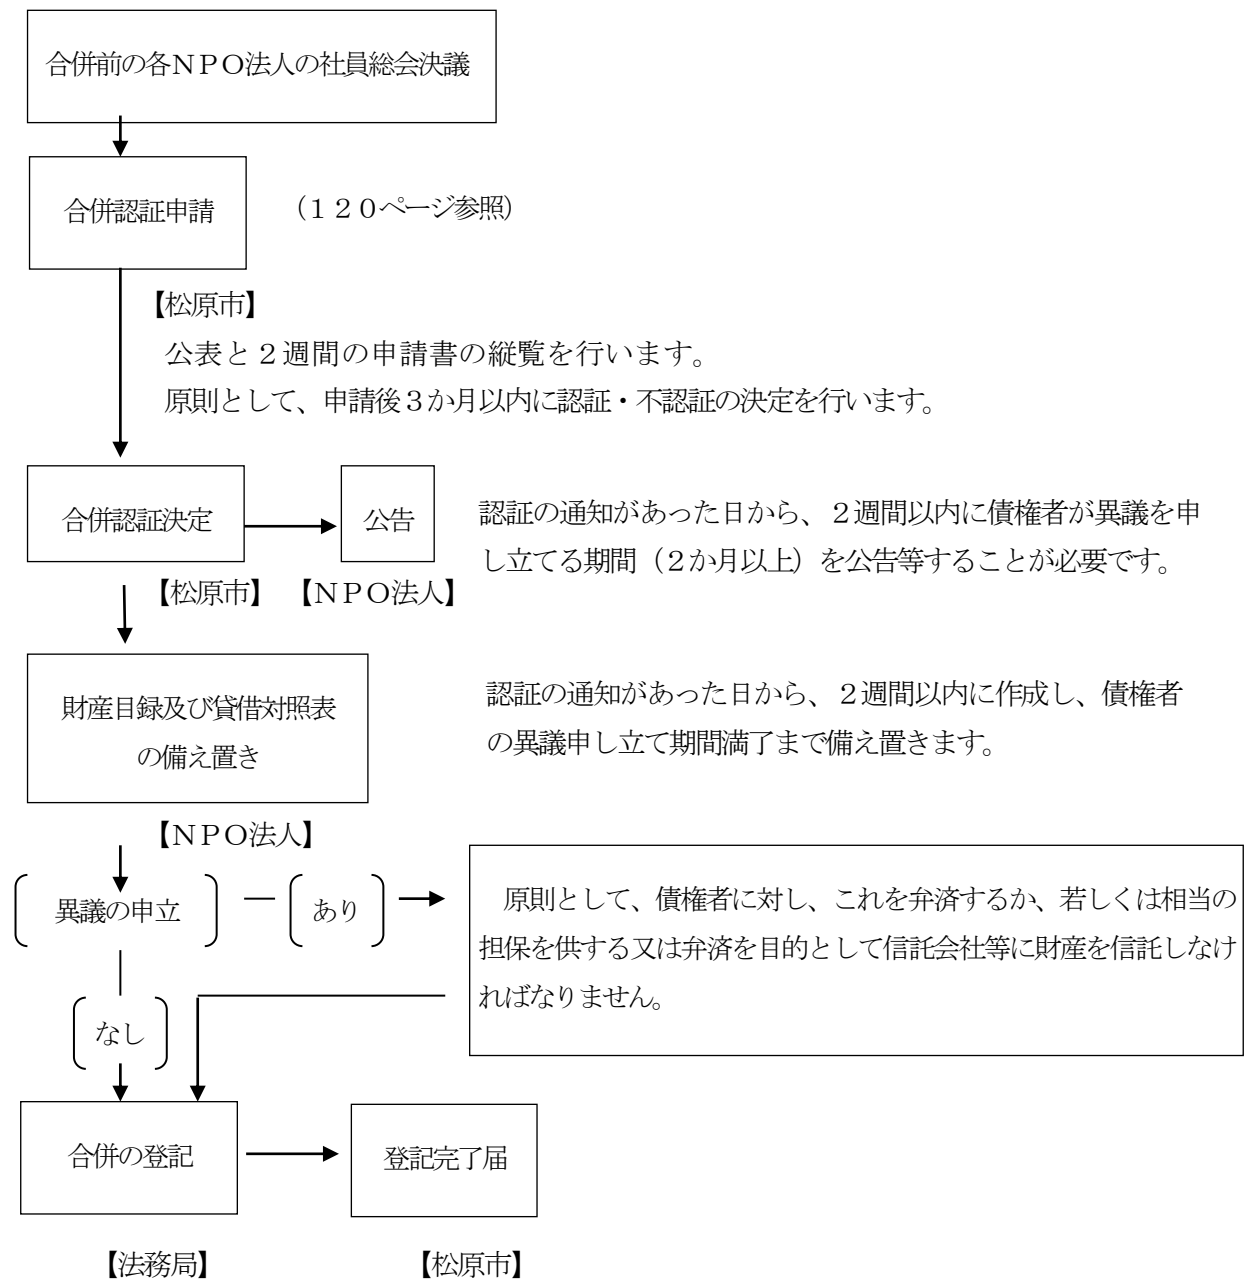 合併前の各ＮＰＯ法人の社員総会決議
合併認証申請
（１２０ページ参照）
【松原市】
公表と２週間の申請書の縦覧を行います。
原則として、申請後３か月以内に認証・不認証の決定を行います。
合併認証決定
公告
認証の通知があった日から、２週間以内に債権者が異議を申
し立てる期間（２か月以上）を公告等することが必要です。
【松原市】
【ＮＰＯ法人】
財産目録及び貸借対照表
の備え置き
認証の通知があった日から、２週間以内に作成し、債権者
の異議申し立て期間満了まで備え置きます。
【ＮＰＯ法人】
異議の申立
あり
原則として、債権者に対し、これを弁済するか、若しくは相当の
担保を供する又は弁済を目的として信託会社等に財産を信託しなけ
ればなりません。
なし
合併の登記
登記完了届
【法務局】
【松原市】